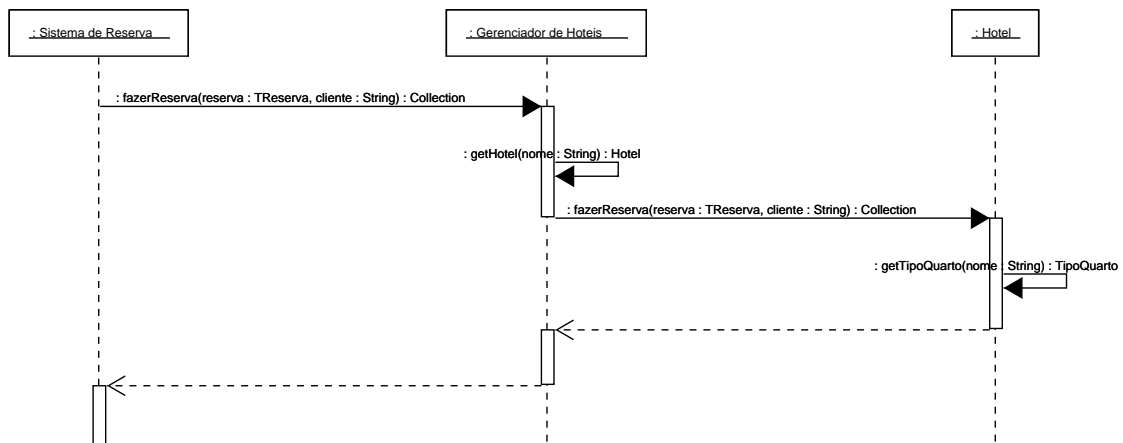 : Sistema de Reserva
: Gerenciador de Hoteis
: Hotel
: fazerReserva(reserva : TReserva, cliente : String) : Collection
: getHotel(nome : String) : Hotel
: fazerReserva(reserva : TReserva, cliente : String) : Collection
: getTipoQuarto(nome : String) : TipoQuarto